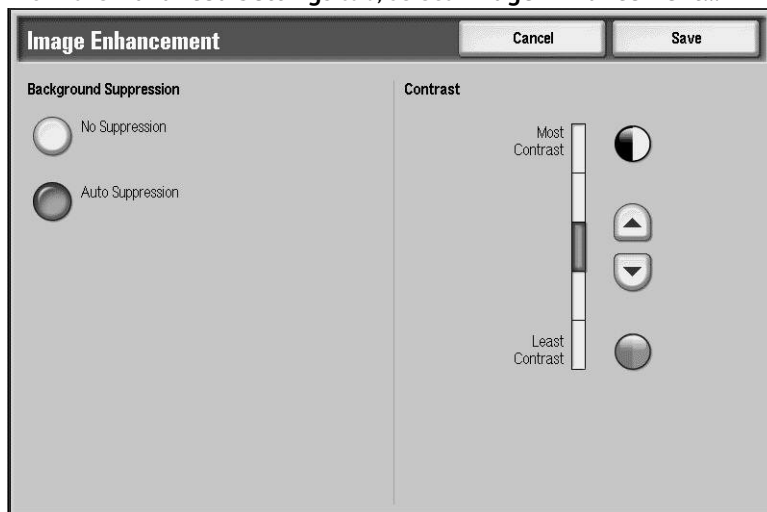 Image Enhancement
Cancel
Save
Background Suppression
No Suppression
Auto Suppression
Contrast
Most
Contrast
Least
Contrast